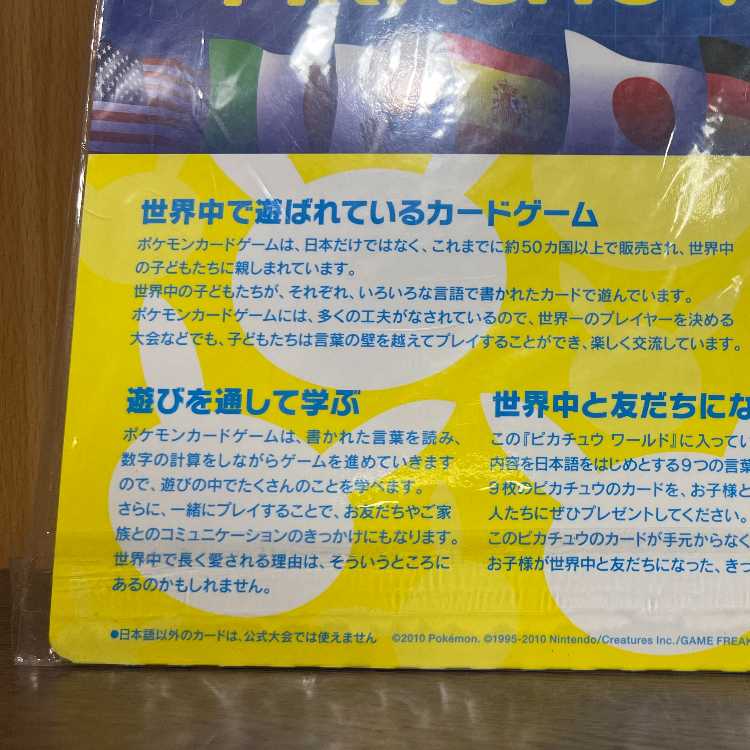 世界中で遊ばれているカードゲーム
ポケモンカードゲームは、日本だけではなく、これまでに約50カ国以上で販売され、世界中
の子どもたちに親しまれています。
世界中の子どもたちが、それぞれ、いろいろな言語で書かれたカードで遊んでいます。
ポケモンカードゲームには、多くの工夫がなされているので、世界一のプレイヤーを決める
大会などでも、子どもたちは言葉の壁を越えてプレイすることができ、楽しく交流しています。
遊びを通して学ぶ
ポケモンカードゲームは、書かれた言葉を読み、
数字の計算をしながらゲームを進めていきます
ので、遊びの中でたくさんのことを学べます。
さらに、一緒にプレイすることで、お友だちやご家
族とのコミュニケーションのきっかけにもなります。
世界中で長く愛される理由は、そういうところに
あるのかもしれません。
世界中と友だちにな
この『ピカチュウ ワールド』に入ってい
内容を日本語をはじめとする9つの言葉
9枚のピカチュウのカードを、お子様と
人たちにぜひプレゼントしてください。
このピカチュウのカードが手元からなく
お子様が世界中と友だちになった、きっ
●日本語以外のカードは、公式大会では使えません
©2010 Pokémon. ©1995-2010 Nintendo/Creatures Inc./GAME FREAK